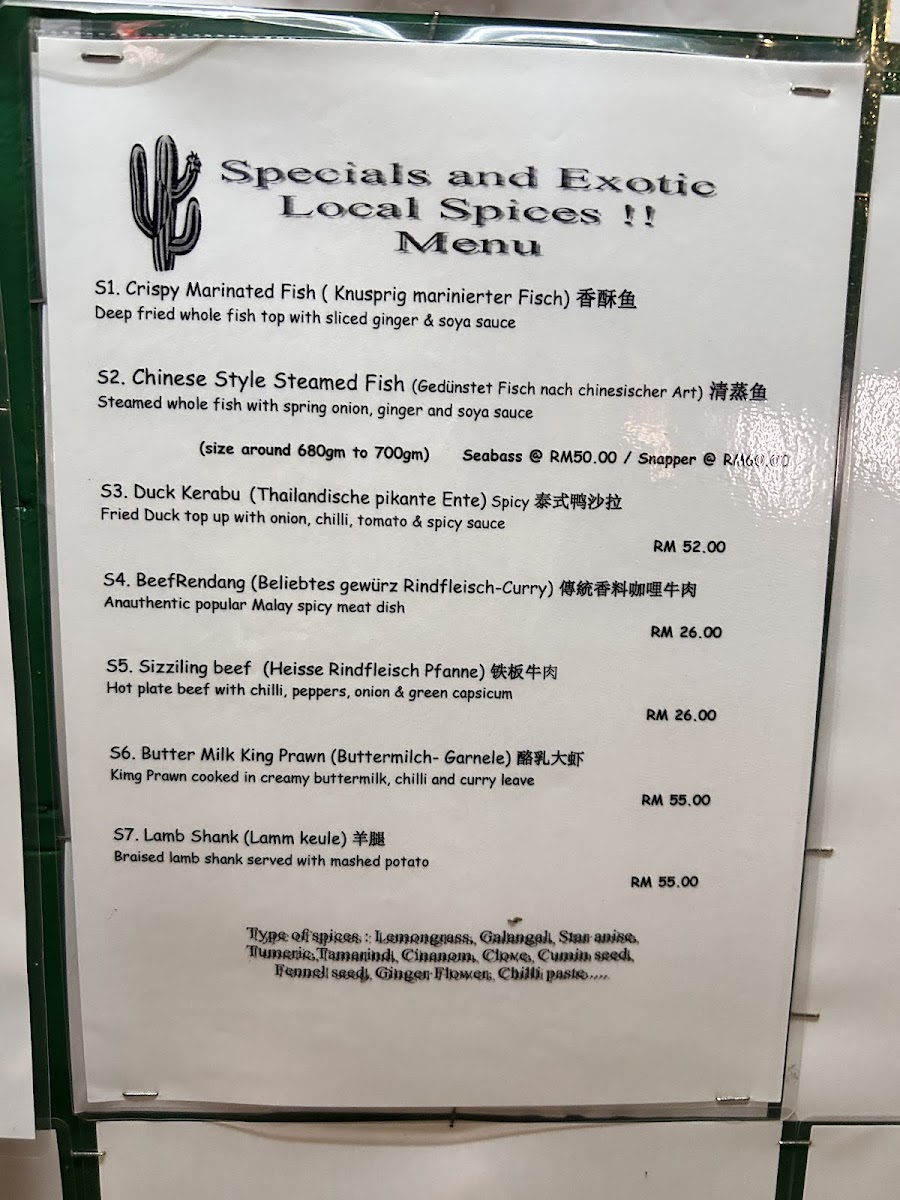 Specials and Exotic
Local Spices !!
Menu
S1. Crispy Marinated Fish ( Knusprig marinierter Fisch) 香酥鱼
Deep fried whole fish top with sliced ginger & soya sauce
S2. Chinese Style Steamed Fish (Gedünstet Fisch nach chinesischer Art) 清蒸鱼
Steamed whole fish with spring onion, ginger and soya sauce
(size around 680gm to 700gm) Seabass @ RM50.00 / Snapper @ RM60.00
S3. Duck Kerabu (Thailandische pikante Ente) Spicy 泰式鸭沙拉
Fried Duck top up with onion, chilli, tomato & spicy sauce
RM 52.00
S4. BeefRendang (Beliebtes gewürz Rindfleisch-Curry) 傳統香料咖哩牛肉
Anauthentic popular Malay spicy meat dish
RM 26.00
S5. Sizziling beef (Heisse Rindfleisch Pfanne) 铁板牛肉
Hot plate beef with chilli, peppers, onion & green capsicum
RM 26.00
S6. Butter Milk King Prawn (Buttermilch- Garnele) 酪乳大虾
Kimg Prawn cooked in creamy buttermilk, chilli and curry leave
RM 55.00
S7. Lamb Shank (Lamm keule) 羊腿
Braised lamb shank served with mashed potato
RM 55.00
Type of spices : Lemongrass, Galangal, Star anise,
Tumeric,Tamarind, Cinanom, Clove, Cumin seed,
Fennel seed, Ginger Flower, Chilli paste....